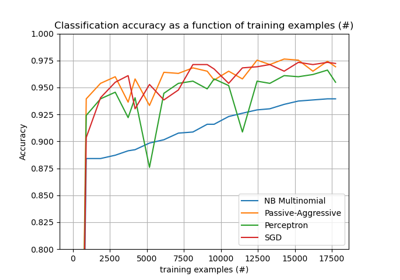 Classification accuracy as a function of training examples (#)
1.000
0.975
0.950
0.925
0.900
0.875
0.850
0.825
0.800
Accuracy
NB Multinomial
Passive-Aggressive
Perceptron
SGD
0 2500 5000 7500 10000 12500 15000 17500
training examples (#)